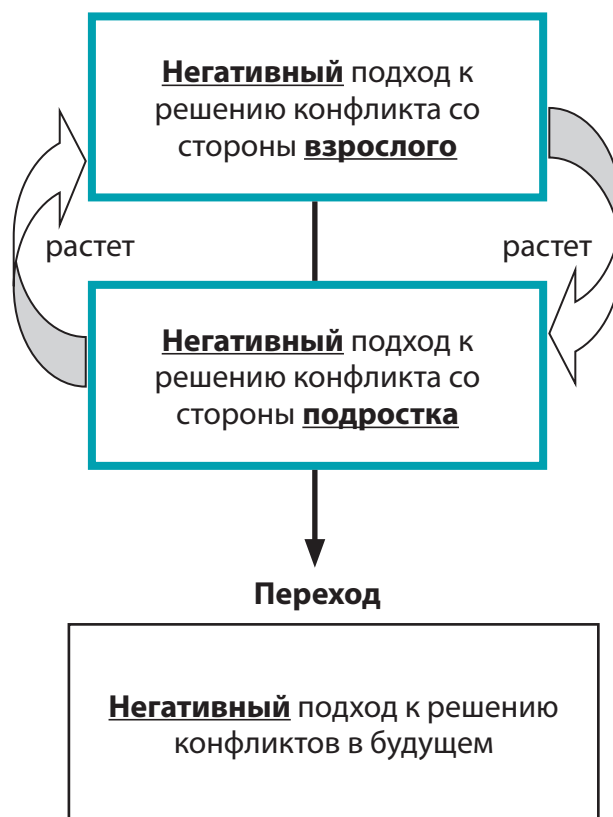 Негативный подход к
решению конфликта со
стороны взрослого
растет
растет
Негативный подход к
решению конфликта со
стороны подростка
Переход
Негативный подход к решению
конфликтов в будущем